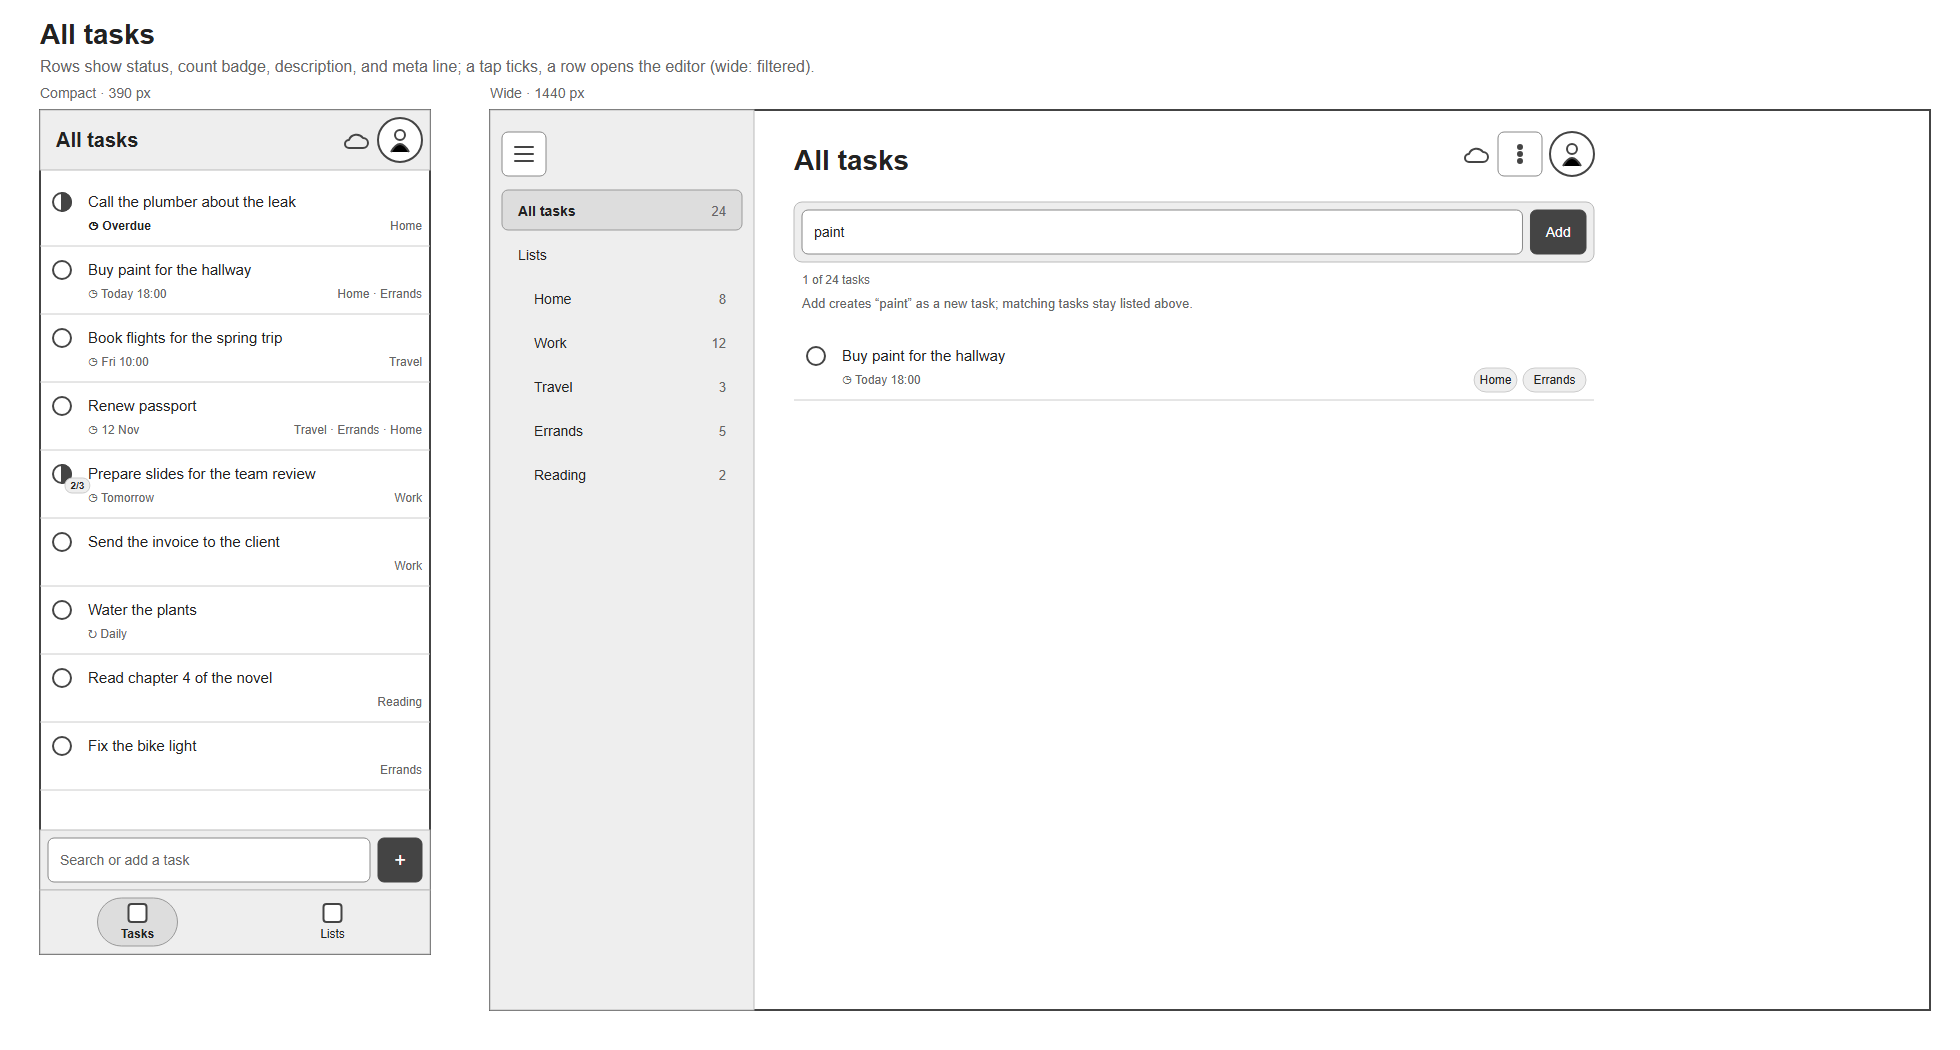 All tasks
Rows show status, count badge, description, and meta line; a tap ticks, a row opens the editor (wide: filtered).
Compact · 390 px
All tasks
Call the plumber about the leak
Overdue
Home
Buy paint for the hallway
Today 18:00
Home · Errands
Book flights for the spring trip
Fri 10:00
Travel
Renew passport
12 Nov
Travel · Errands · Home
Prepare slides for the team review
2/3
Tomorrow
Work
Send the invoice to the client
Work
Water the plants
↻ Daily
Read chapter 4 of the novel
Reading
Fix the bike light
Errands
Search or add a task
+
Tasks
Lists
Wide · 1440 px
All tasks 24
Lists
Home 8
Work 12
Travel 3
Errands 5
Reading 2
All tasks
paint
Add
1 of 24 tasks
Add creates “paint” as a new task; matching tasks stay listed above.
Buy paint for the hallway
Today 18:00
Home
Errands